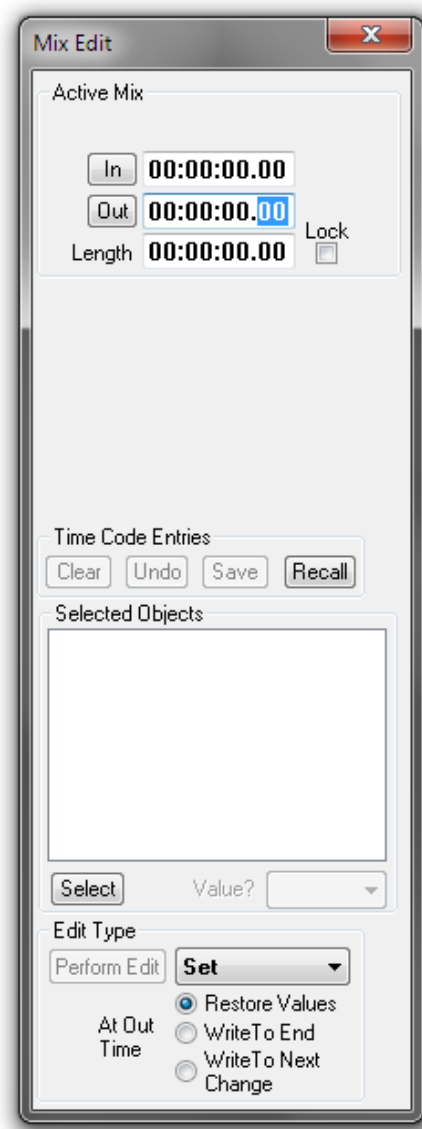 Mix Edit
X
Active Mix
In 00:00:00.00
Out 00:00:00.00
Lock
Length 00:00:00.00
Time Code Entries
Clear Undo Save Recall
Selected Objects
Select Value?
Edit Type
Perform Edit Set
Restore Values
At Out
Time
WriteTo End
WriteTo Next
Change